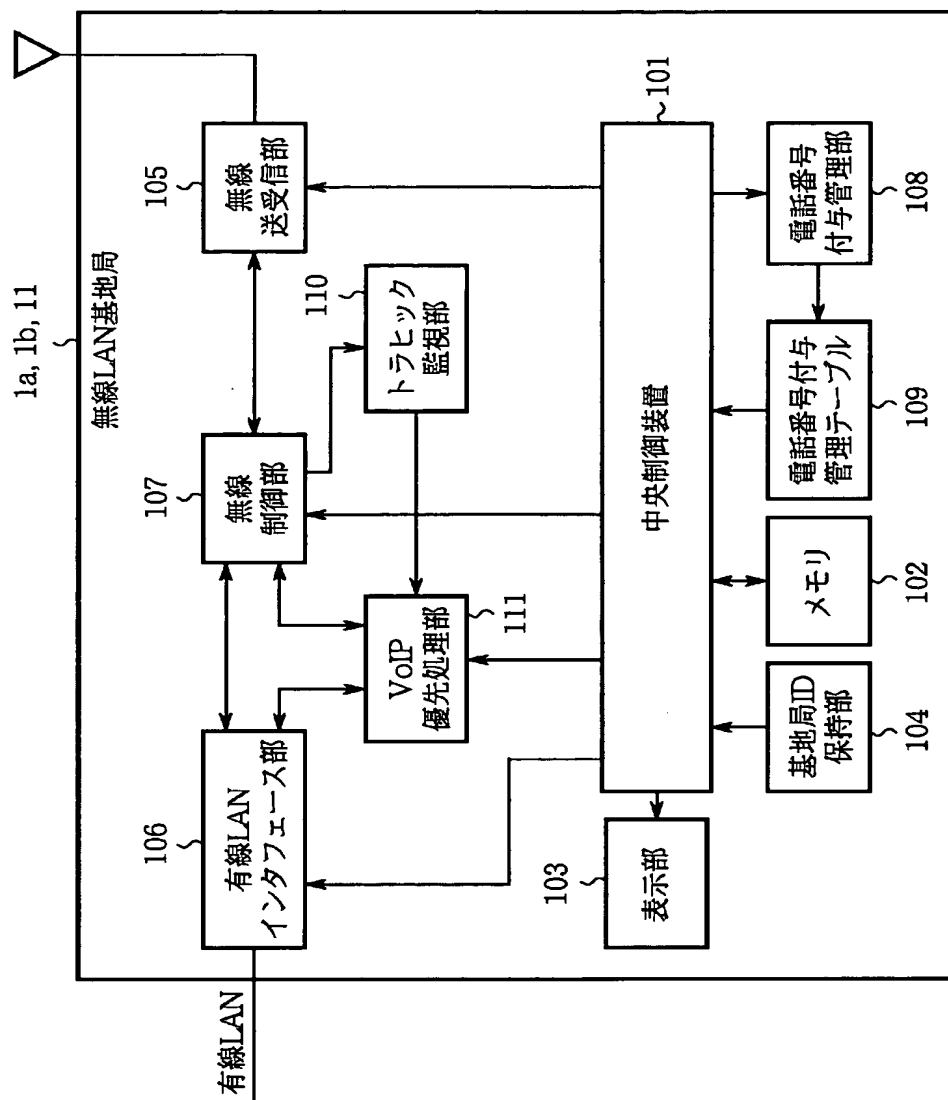 1a, 1b, 11
無線LAN基地局
有線LAN
106
有線LAN
インタフェース部
107
無線
制御部
105
無線
送受信部
110
トラヒック
監視部
VoIP
優先処理部
111
103
表示部
中央制御装置
101
基地局ID
保持部
104
メモリ
102
電話番号付与
管理テーブル
109
電話番号
付与管理部
108